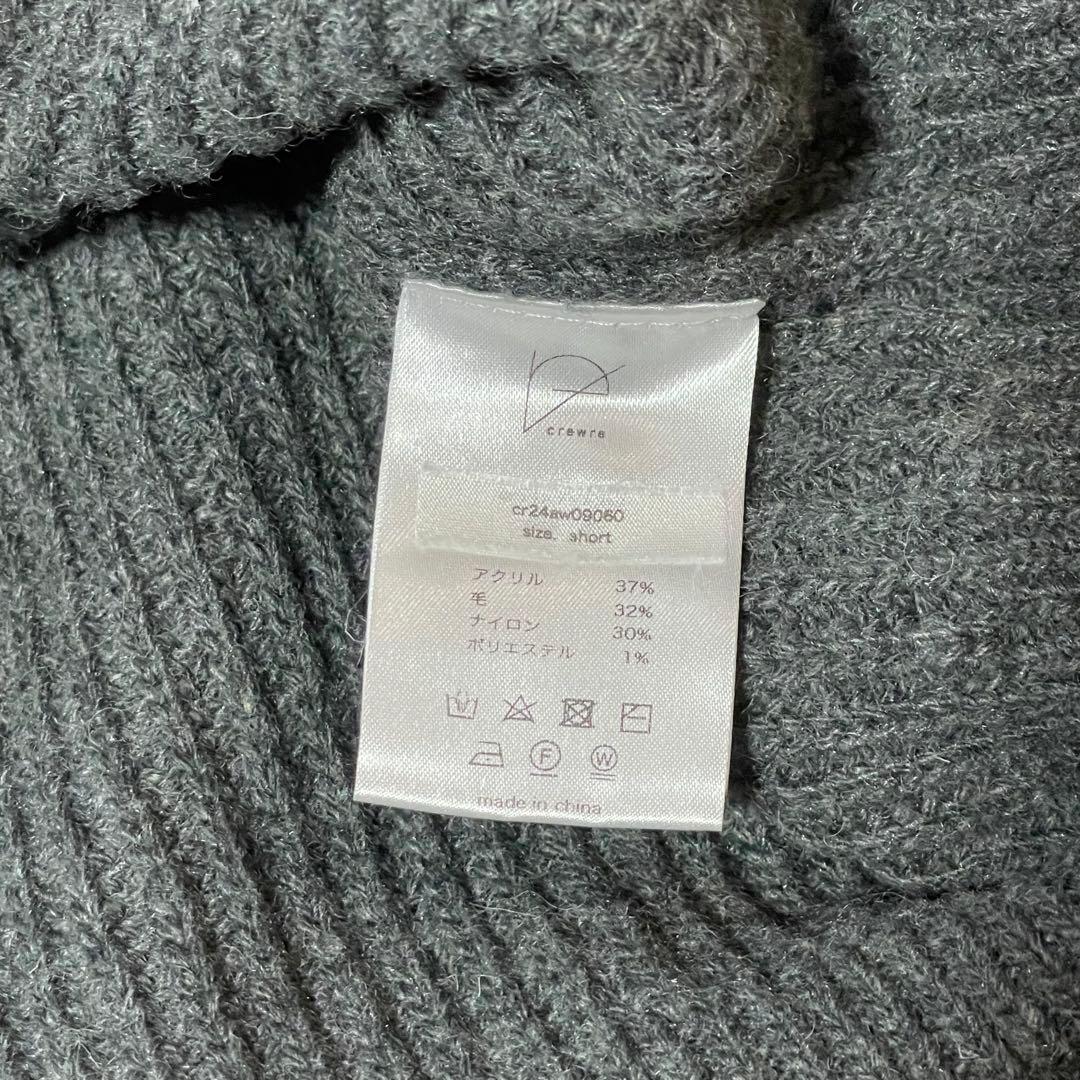 crewra
cr24aw09060
size. short
アクリル 37%
毛 32%
ナイロン 30%
ポリエステル 1%
F W
made in china